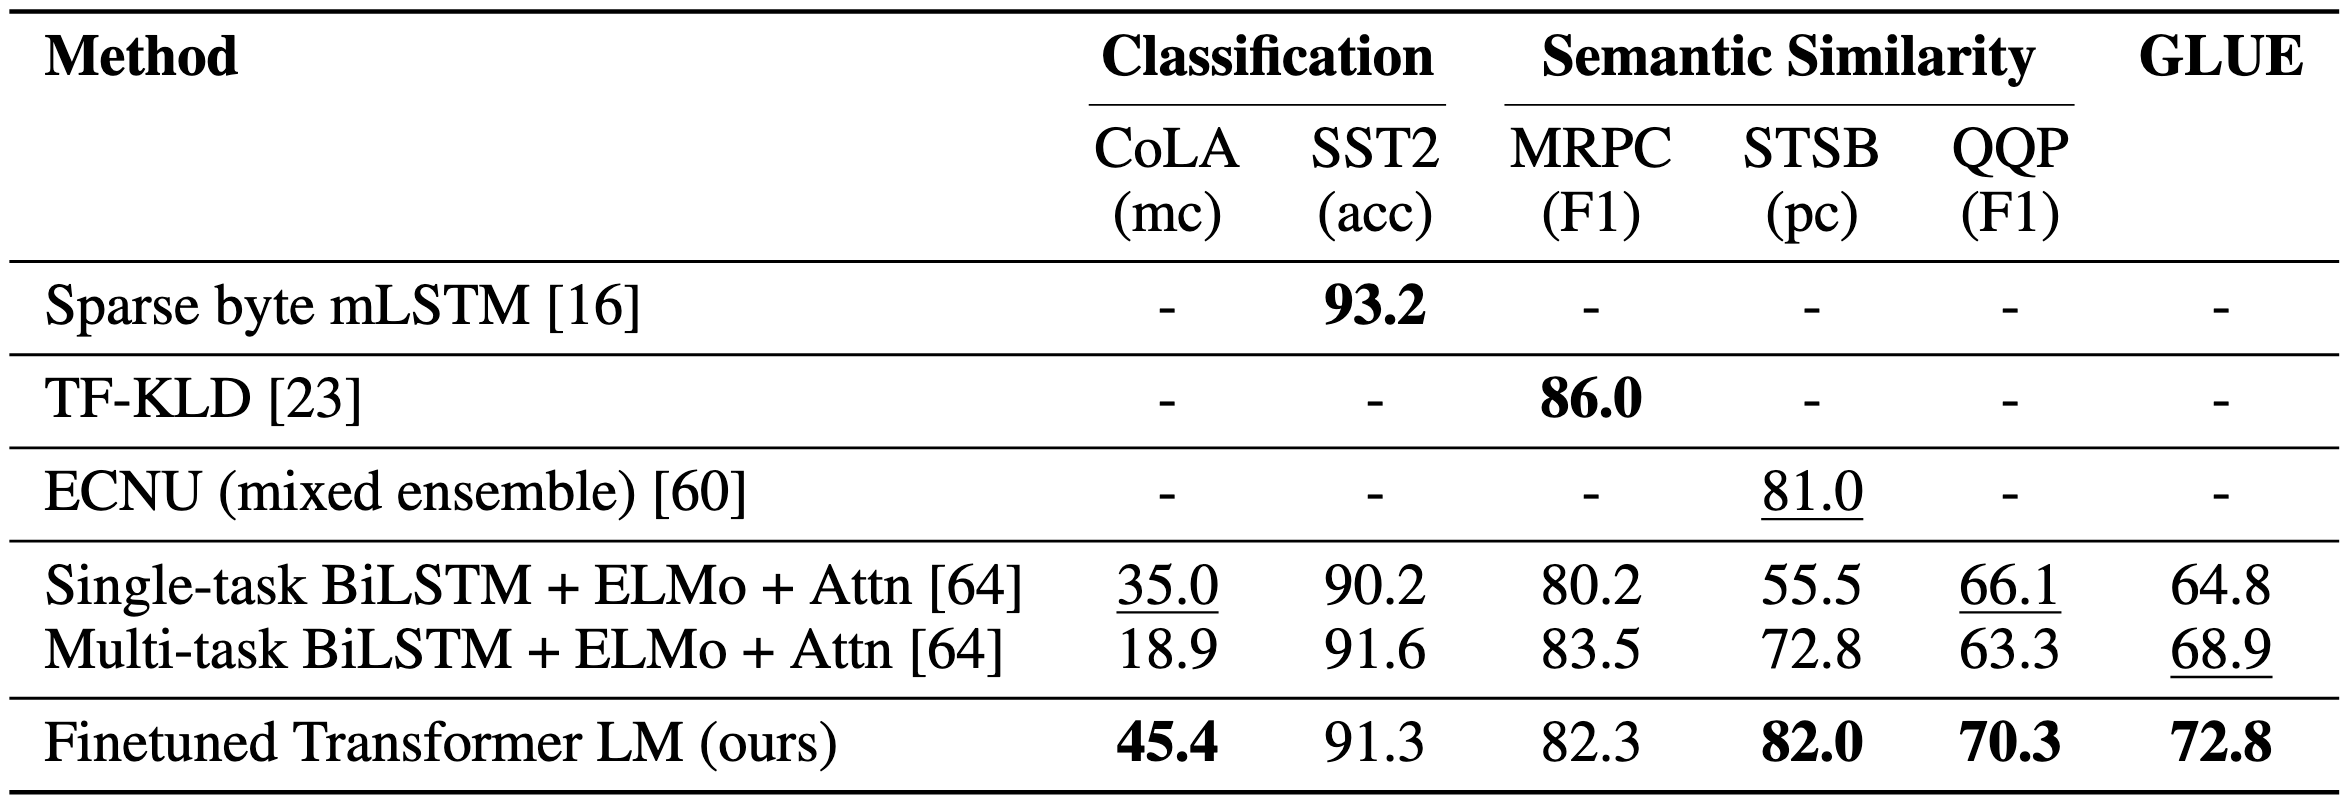 Method Classification Semantic Similarity GLUE
CoLA SST2 MRPC STSB QQP
(mc) (acc) (F1) (pc) (F1)
Sparse byte mLSTM [16] - 93.2 - - - -
TF-KLD [23] - - 86.0 - - -
ECNU (mixed ensemble) [60] - - - 81.0 - -
Single-task BiLSTM + ELMo + Attn [64] 35.0 90.2 80.2 55.5 66.1 64.8
Multi-task BiLSTM + ELMo + Attn [64] 18.9 91.6 83.5 72.8 63.3 68.9
Finetuned Transformer LM (ours) 45.4 91.3 82.3 82.0 70.3 72.8